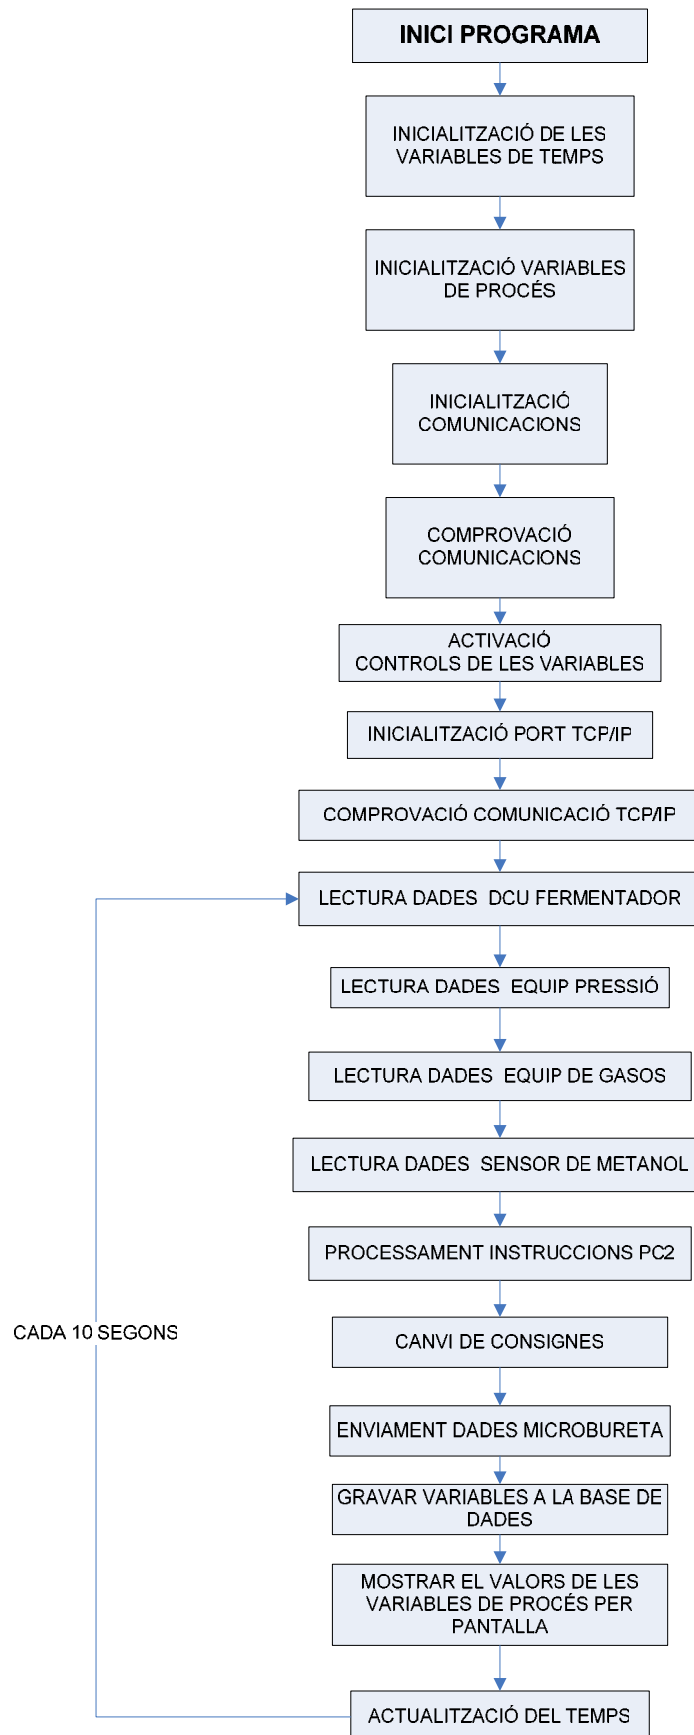 INICI PROGRAMA
INICIALITZACIÓ DE LES
VARIABLES DE TEMPS
INICIALITZACIÓ VARIABLES
DE PROCÉS
INICIALITZACIÓ
COMUNICACIONS
COMPROVACIÓ
COMUNICACIONS
ACTIVACIÓ
CONTROLS DE LES VARIABLES
INICIALITZACIÓ PORT TCP/IP
COMPROVACIÓ COMUNICACIÓ TCP/IP
LECTURA DADES DCU FERMENTADOR
LECTURA DADES EQUIP PRESSIÓ
LECTURA DADES EQUIP DE GASOS
LECTURA DADES SENSOR DE METANOL
PROCESSAMENT INSTRUCCIONS PC2
CADA 10 SEGONS
CANVI DE CONSIGNES
ENVIAMENT DADES MICROBURETA
GRAVAR VARIABLES A LA BASE DE
DADES
MOSTRAR EL VALORS DE LES
VARIABLES DE PROCÉS PER
PANTALLA
ACTUALITZACIÓ DEL TEMPS